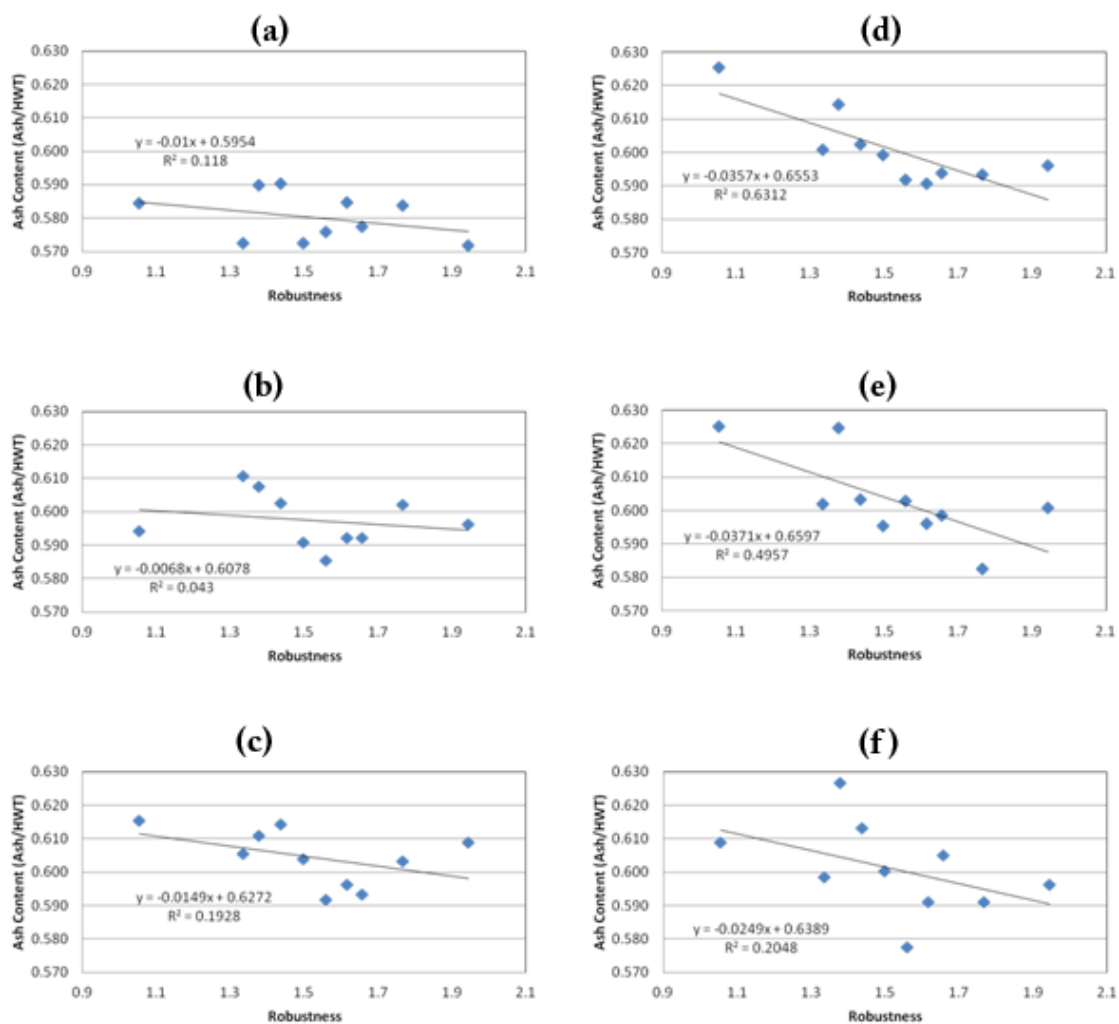 (a)
0.630
0.620
0.610
0.600
0.590
0.580
0.570
Ash Content (Ash/HWT)
y = -0.01x + 0.5954
R² = 0.118
0.9 1.1 1.3 1.5 1.7 1.9 2.1
Robustness
(d)
0.630
0.620
0.610
0.600
0.590
0.580
0.570
Ash Content (Ash/HWT)
y = -0.0357x + 0.6553
R² = 0.6312
0.9 1.1 1.3 1.5 1.7 1.9 2.1
Robustness
(b)
0.630
0.620
0.610
0.600
0.590
0.580
0.570
Ash Content (Ash/HWT)
y = -0.0068x + 0.6078
R² = 0.043
0.9 1.1 1.3 1.5 1.7 1.9 2.1
Robustness
(e)
0.630
0.620
0.610
0.600
0.590
0.580
0.570
Ash Content (Ash/HWT)
y = -0.0371x + 0.6597
R² = 0.4957
0.9 1.1 1.3 1.5 1.7 1.9 2.1
Robustness
(c)
0.630
0.620
0.610
0.600
0.590
0.580
0.570
Ash Content (Ash/HWT)
y = -0.0149x + 0.6272
R² = 0.1928
0.9 1.1 1.3 1.5 1.7 1.9 2.1
Robustness
(f)
0.630
0.620
0.610
0.600
0.590
0.580
0.570
Ash Content (Ash/HWT)
y = -0.0249x + 0.6389
R² = 0.2048
0.9 1.1 1.3 1.5 1.7 1.9 2.1
Robustness